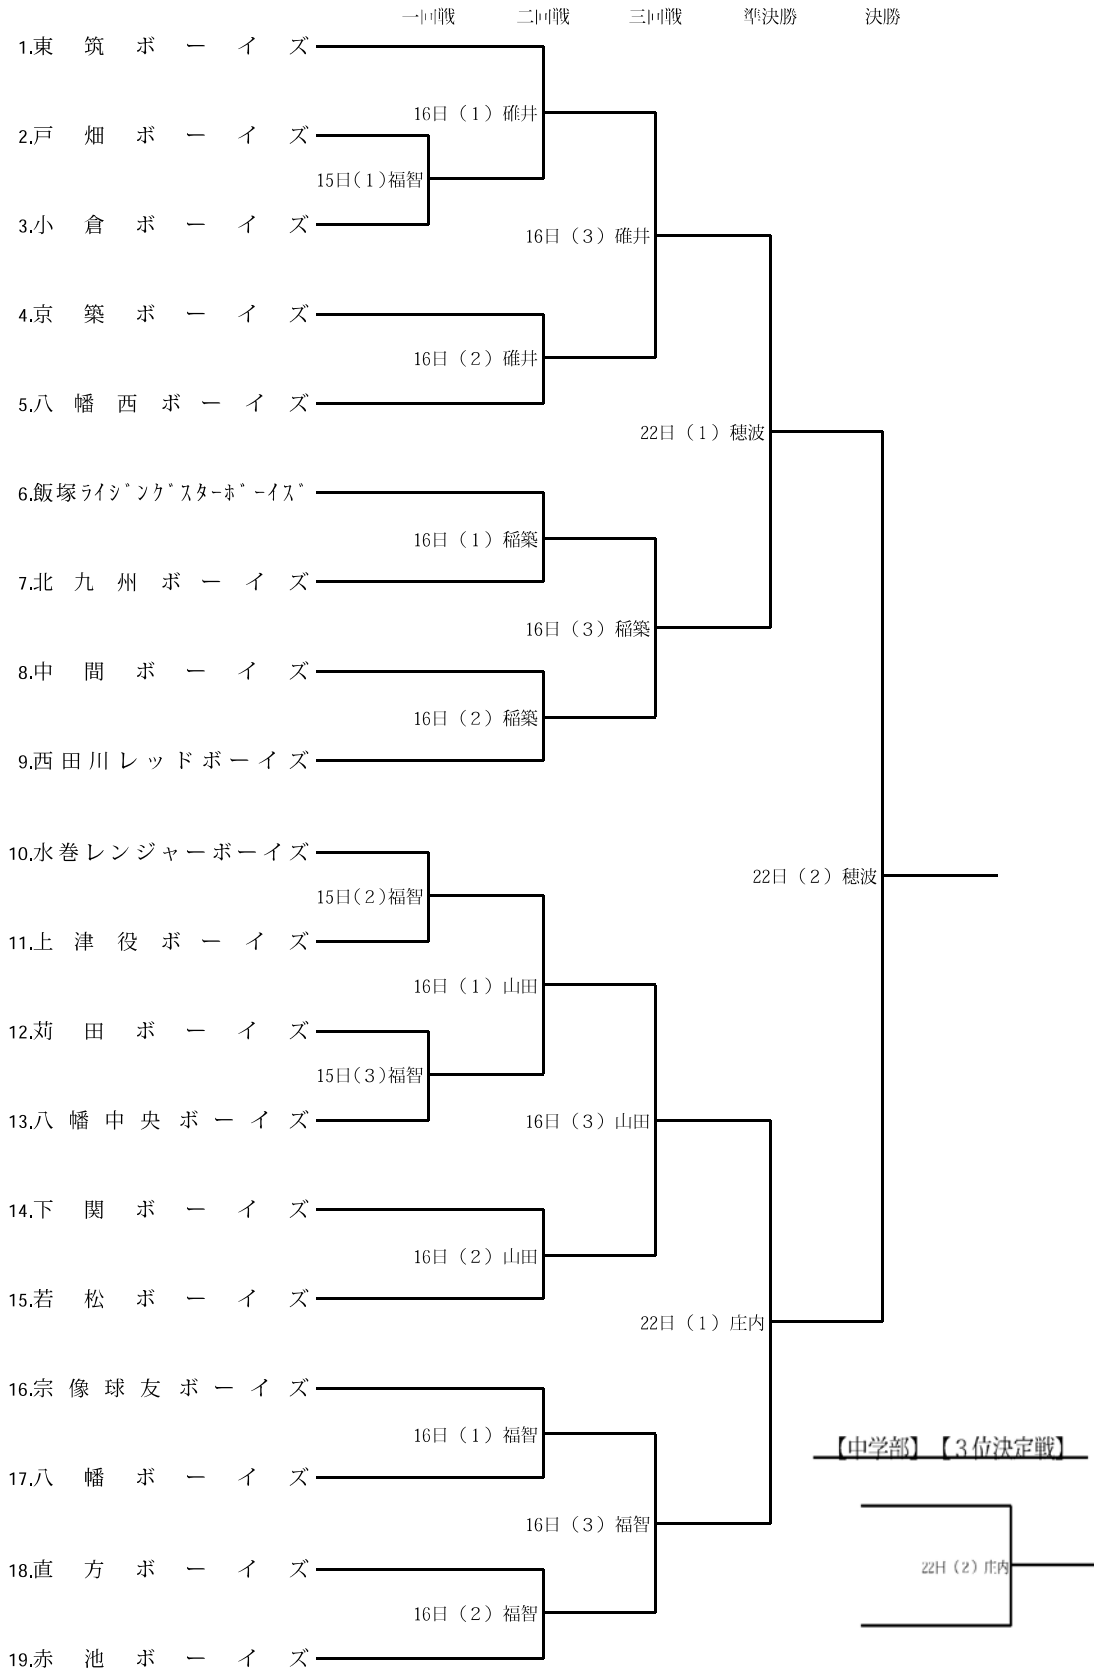 一回戦 二回戦 三回戦 準決勝 決勝
1.東筑ボーイズ
16日（1）碓井
2.戸畑ボーイズ
15日(1)福智
3.小倉ボーイズ
16日（3）碓井
4.京築ボーイズ
16日（2）碓井
5.八幡西ボーイズ
22日（1）穂波
6.飯塚ﾗｲｼﾞﾝｸﾞｽﾀｰﾎﾞｰｲｽﾞ
16日（1）稲築
7.北九州ボーイズ
16日（3）稲築
8.中間ボーイズ
16日（2）稲築
9.西田川レッドボーイズ
10.水巻レンジャーボーイズ
22日（2）穂波
15日(2)福智
11.上津役ボーイズ
16日（1）山田
12.苅田ボーイズ
15日(3)福智
13.八幡中央ボーイズ
16日（3）山田
14.下関ボーイズ
16日（2）山田
15.若松ボーイズ
22日（1）庄内
16.宗像球友ボーイズ
16日（1）福智
【中学部】【3位決定戦】
17.八幡ボーイズ
16日（3）福智
18.直方ボーイズ
22日（2）庄内
16日（2）福智
19.赤池ボーイズ